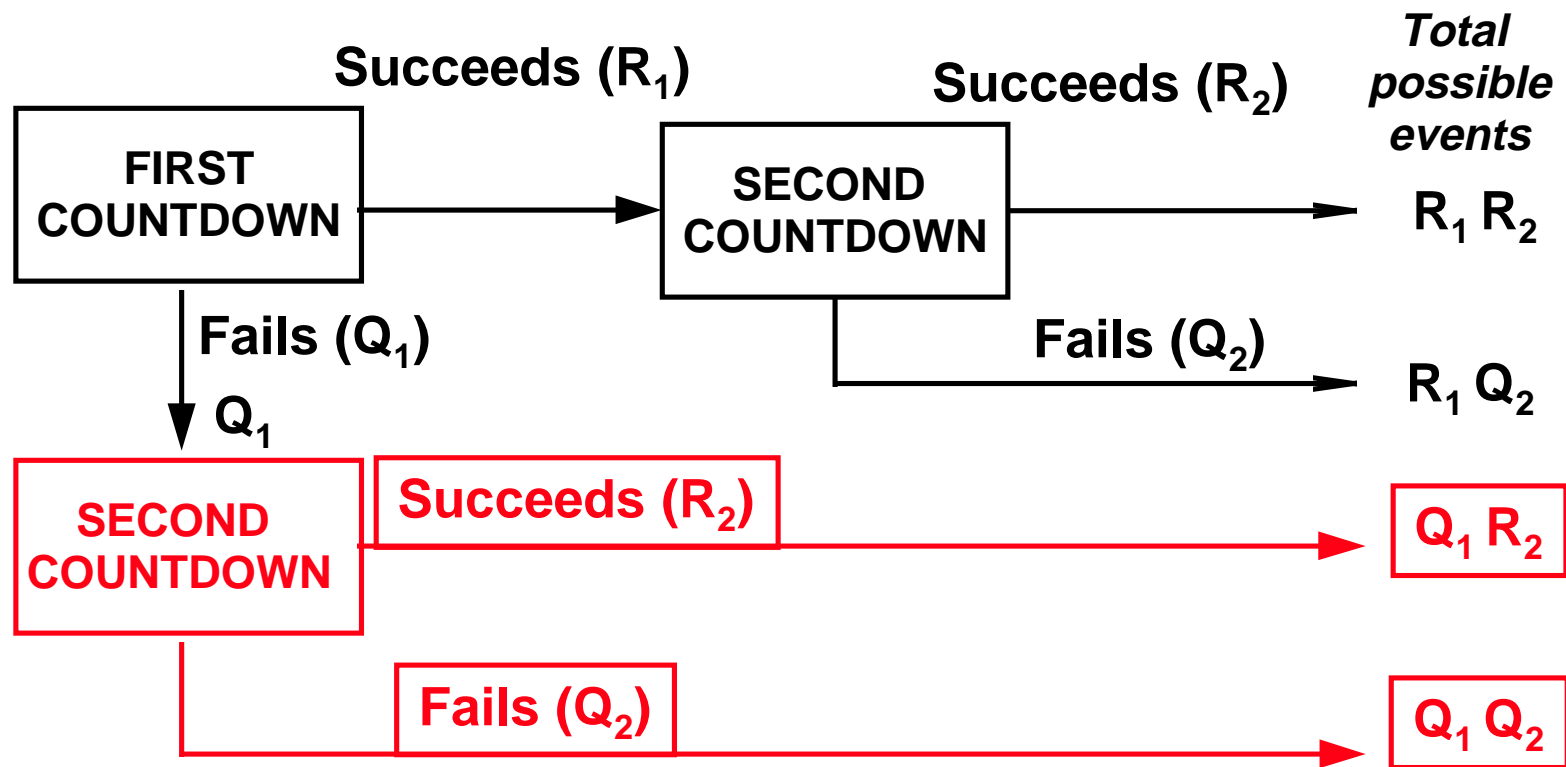 Total
possible
events
Succeeds (R₁)
Succeeds (R₂)
FIRST
COUNTDOWN
SECOND
COUNTDOWN
R₁ R₂
Fails (Q₁)
Fails (Q₂)
R₁ Q₂
Q₁
SECOND
COUNTDOWN
Succeeds (R₂)
Q₁ R₂
Fails (Q₂)
Q₁ Q₂